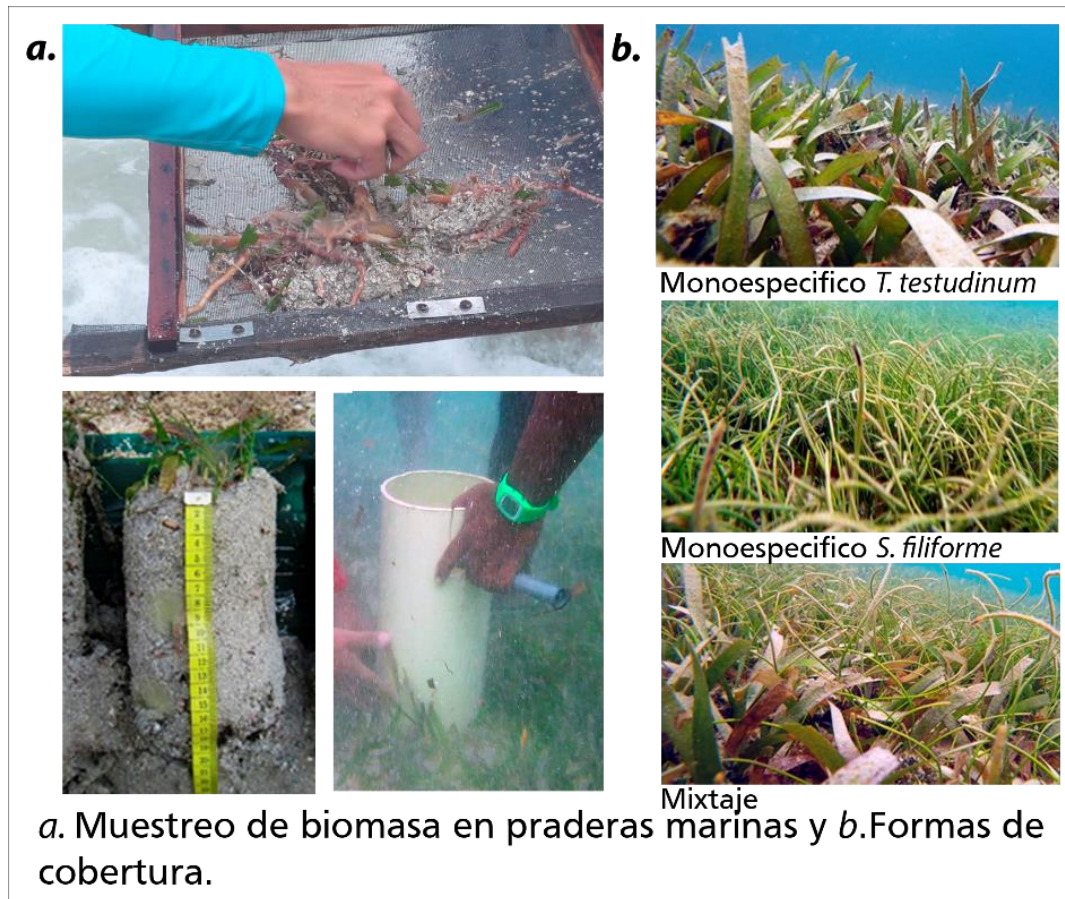 a.
b.
Monoespecifico T. testudinum
Monoespecifico S. filiforme
Mixtaje
a. Muestreo de biomasa en praderas marinas y b.Formas de
cobertura.